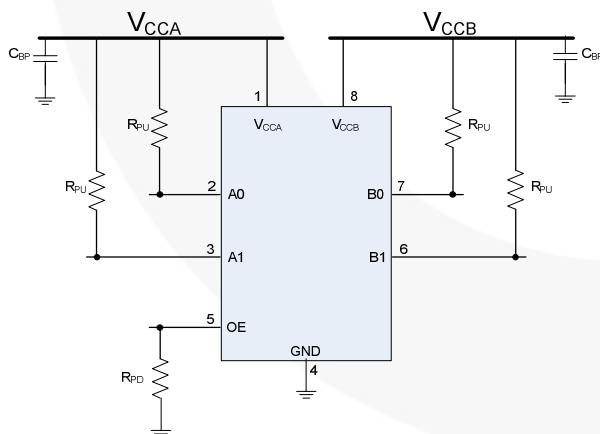 VCCA
VCCB
CBP
CBP
1
8
VCCA
VCCB
RPU
RPU
RPU
RPU
2
A0
B0
7
3
A1
B1
6
5
OE
GND
4
RPD